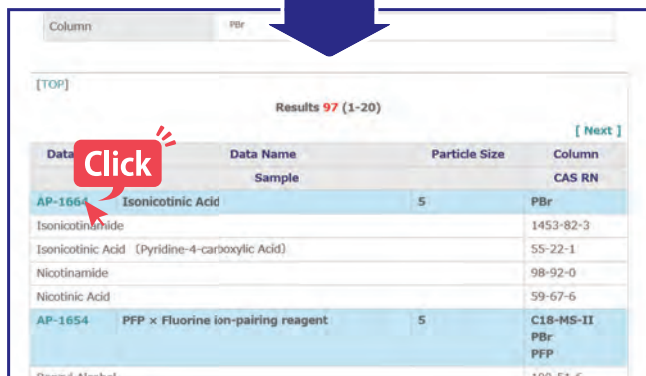 Column PBr
[TOP]
Results 97 (1-20)
[ Next ]
Data Data Name Particle Size Column
Click
Sample CAS RN
AP-1664 Isonicotinic Acid 5 PBr
Isonicotinamide 1453-82-3
Isonicotinic Acid (Pyridine-4-carboxylic Acid) 55-22-1
Nicotinamide 98-92-0
Nicotinic Acid 59-67-6
AP-1654 PFP × Fluorine ion-pairing reagent 5 C18-MS-II
PBr
PFP